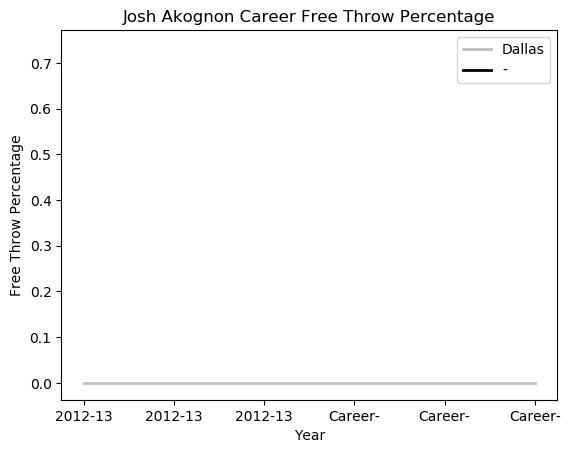 Josh Akognon Career Free Throw Percentage
Dallas
-
0.7
0.6
0.5
0.4
0.3
0.2
0.1
0.0
Free Throw Percentage
2012-13 2012-13 2012-13 Career- Career- Career-
Year